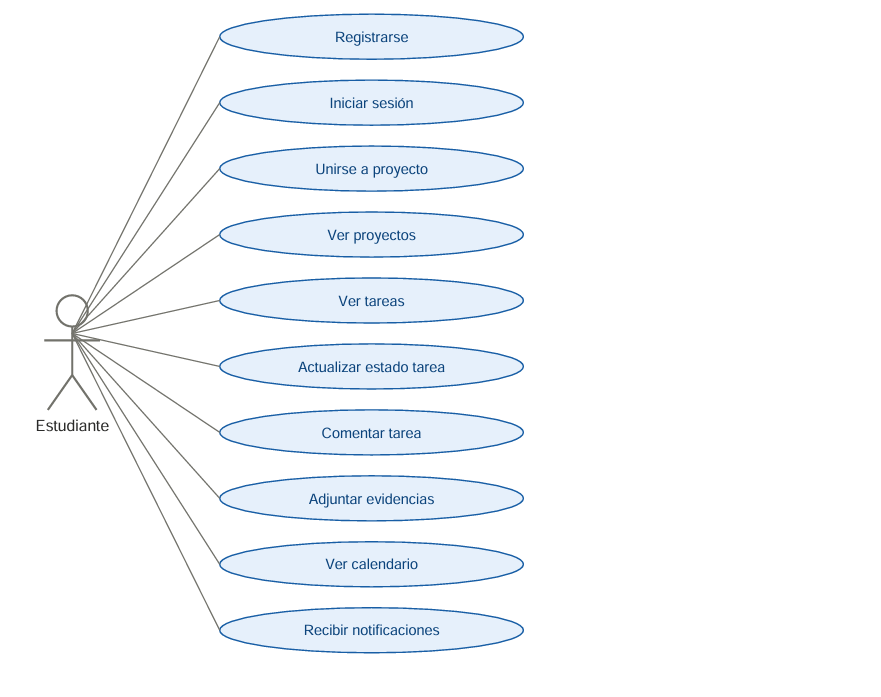 Registrarse
Iniciar sesión
Unirse a proyecto
Ver proyectos
Ver tareas
Actualizar estado tarea
Estudiante
Comentar tarea
Adjuntar evidencias
Ver calendario
Recibir notificaciones